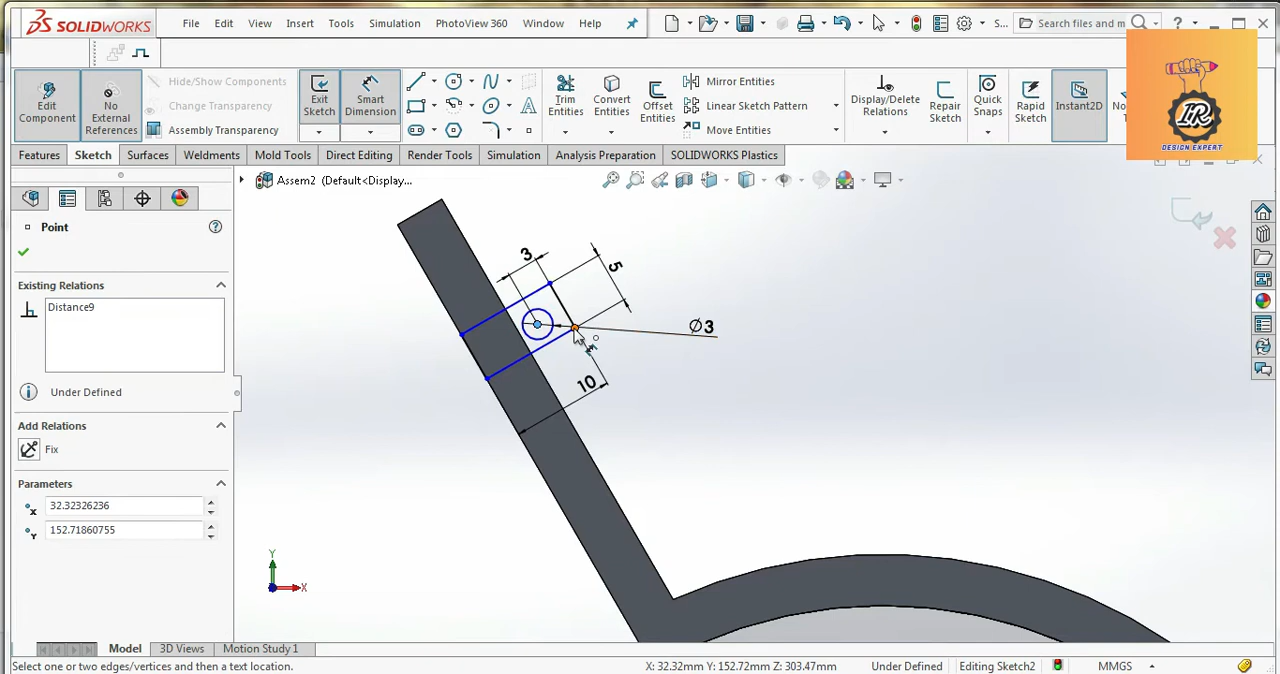 SOLIDWORKS File Edit View Insert Tools Simulation PhotoView 360 Window Help S... Search files and m ?
Edit Component
No External References
Hide/Show Components
Change Transparency
Assembly Transparency
Exit Sketch
Smart Dimension
Trim Entities
Convert Entities
Offset Entities
Mirror Entities
Linear Sketch Pattern
Move Entities
Display/Delete Relations
Repair Sketch
Quick Snaps
Rapid Sketch
Instant2D
No
IR
DESIGN EXPERT
Features Sketch Surfaces Weldments Mold Tools Direct Editing Render Tools Simulation Analysis Preparation SOLIDWORKS Plastics
Assem2 (Default<Display...
Point
Existing Relations
Distance9
Under Defined
Add Relations
Fix
Parameters
x 32.32326236
Y 152.71860755
3
5
Ø3
10
Y
X
Model 3D Views Motion Study 1
Select one or two edges/vertices and then a text location. X: 32.32mm Y: 152.72mm Z: 303.47mm Under Defined Editing Sketch2 MMGS